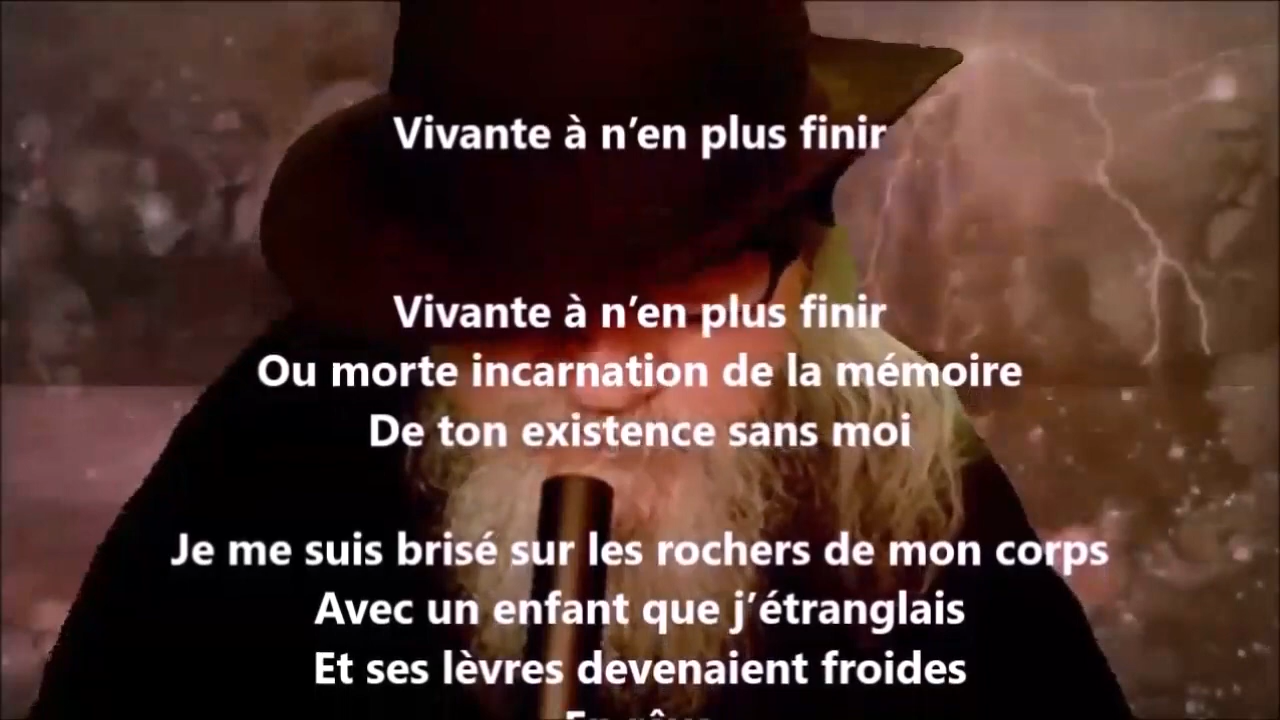 Vivante à n’en plus finir
Vivante à n’en plus finir
Ou morte incarnation de la mémoire
De ton existence sans moi
Je me suis brisé sur les rochers de mon corps
Avec un enfant que j’étranglais
Et ses lèvres devenaient froides